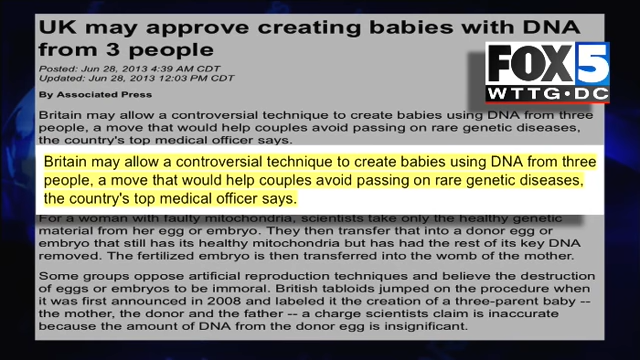 UK may approve creating babies with DNA
from 3 people
Posted: Jun 28, 2013 4:39 AM CDT
Updated: Jun 28, 2013 12:03 PM CDT
By Associated Press
FOX 5
WTTG•DC
Britain may allow a controversial technique to create babies using DNA from three
people, a move that would help couples avoid passing on rare genetic diseases,
the country's top medical officer says.
Britain may allow a controversial technique to create babies using DNA from three
people, a move that would help couples avoid passing on rare genetic diseases,
the country's top medical officer says.
For a woman with faulty mitochondria, scientists take only the healthy genetic
material from her egg or embryo. They then transfer that into a donor egg or
embryo that still has its healthy mitochondria but has had the rest of its key DNA
removed. The fertilized embryo is then transferred into the womb of the mother.
Some groups oppose artificial reproduction techniques and believe the destruction
of eggs or embryos to be immoral. British tabloids jumped on the procedure when
it was first announced in 2008 and labeled it the creation of a three-parent baby --
the mother, the donor and the father -- a charge scientists claim is inaccurate
because the amount of DNA from the donor egg is insignificant.